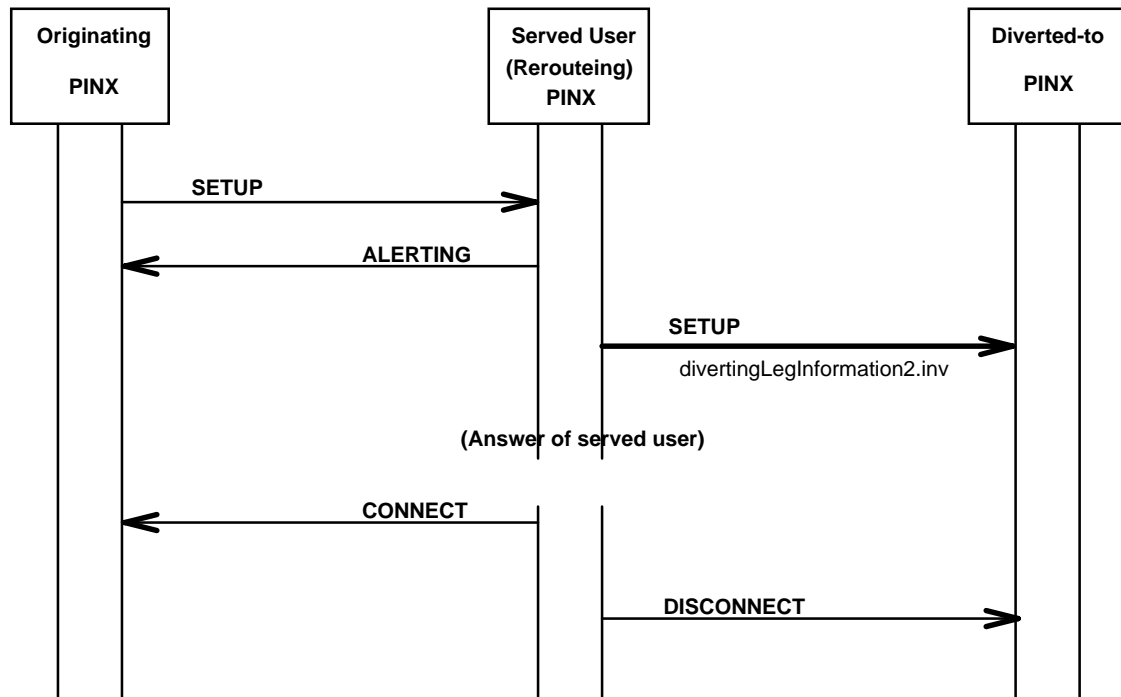 Originating
PINX
Served User
(Rerouteing)
PINX
Diverted-to
PINX
SETUP
ALERTING
SETUP
divertingLegInformation2.inv
(Answer of served user)
CONNECT
DISCONNECT